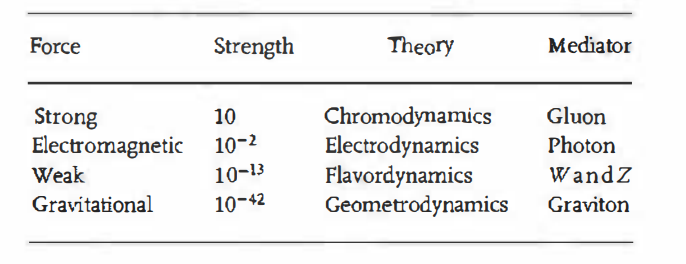 Force Strength Theory Mediator
Strong 10 Chromodynamics Gluon
Electromagnetic 10⁻² Electrodynamics Photon
Weak 10⁻¹³ Flavordynamics W and Z
Gravitational 10⁻⁴² Geometrodynamics Graviton